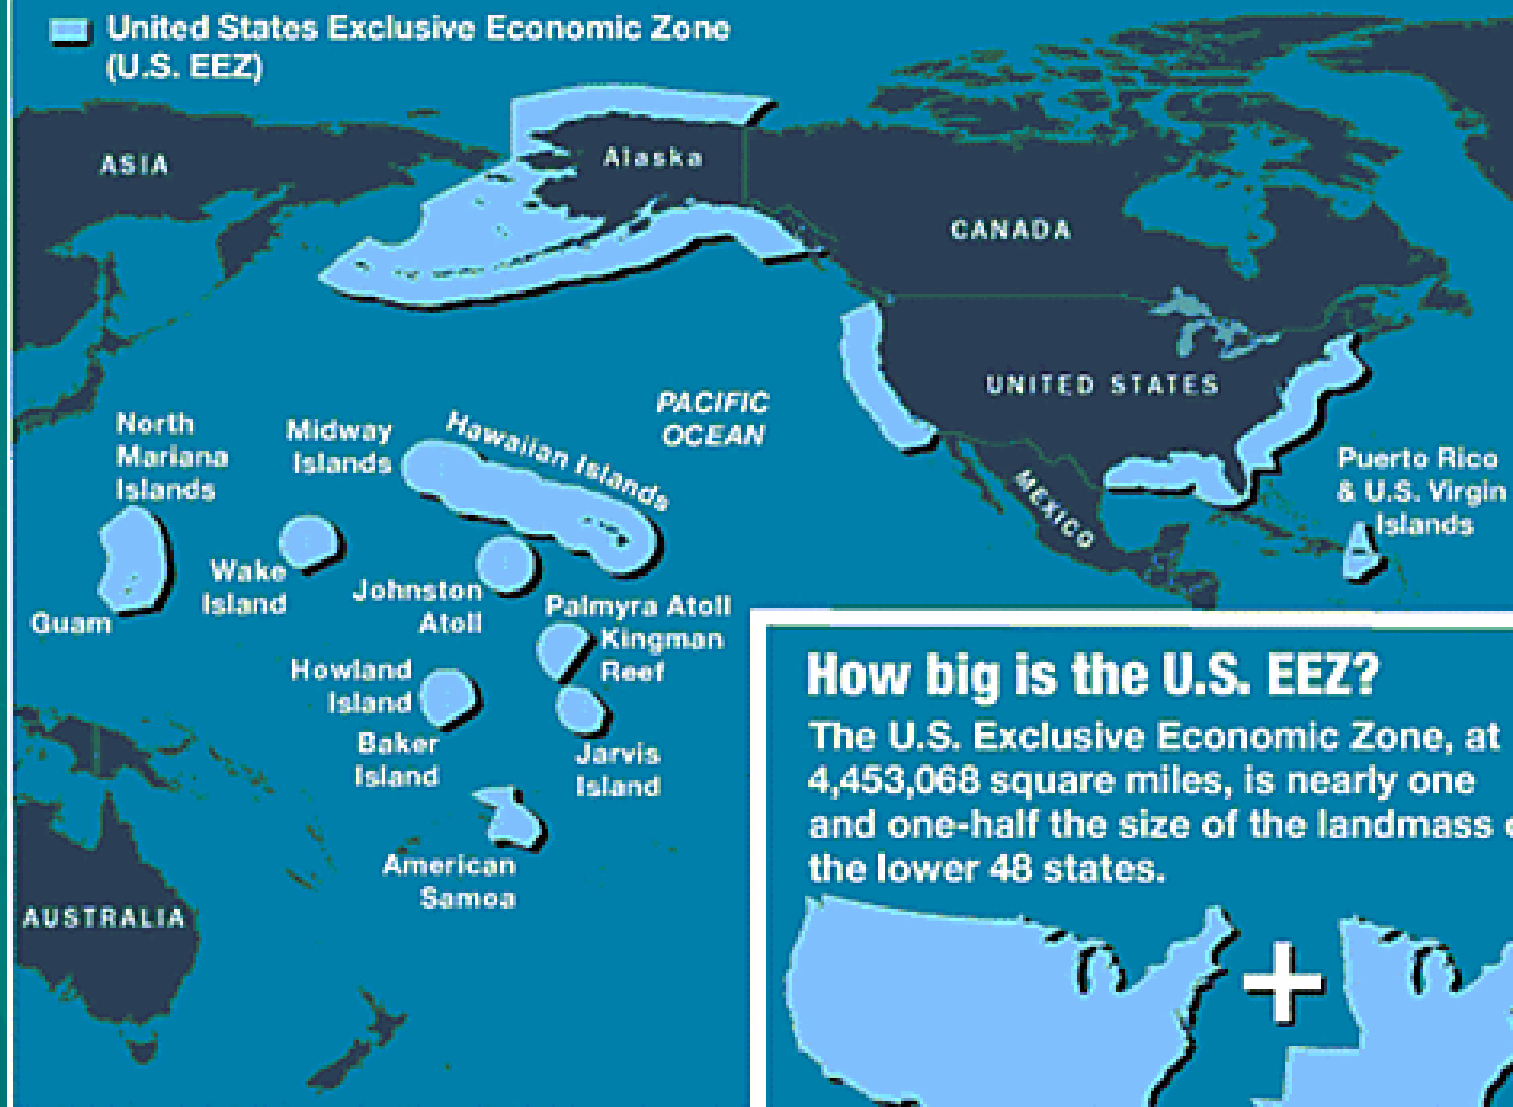 United States Exclusive Economic Zone
(U.S. EEZ)
ASIA
Alaska
CANADA
UNITED STATES
PACIFIC
OCEAN
MEXICO
North
Mariana
Islands
Midway
Islands
Hawaiian Islands
Puerto Rico
& U.S. Virgin
Islands
Wake
Island
Guam
Johnston
Atoll
Palmyra Atoll
Kingman
Reef
Howland
Island
Baker
Island
Jarvis
Island
American
Samoa
AUSTRALIA
How big is the U.S. EEZ?
The U.S. Exclusive Economic Zone, at
4,453,068 square miles, is nearly one
and one-half the size of the landmass
the lower 48 states.
+